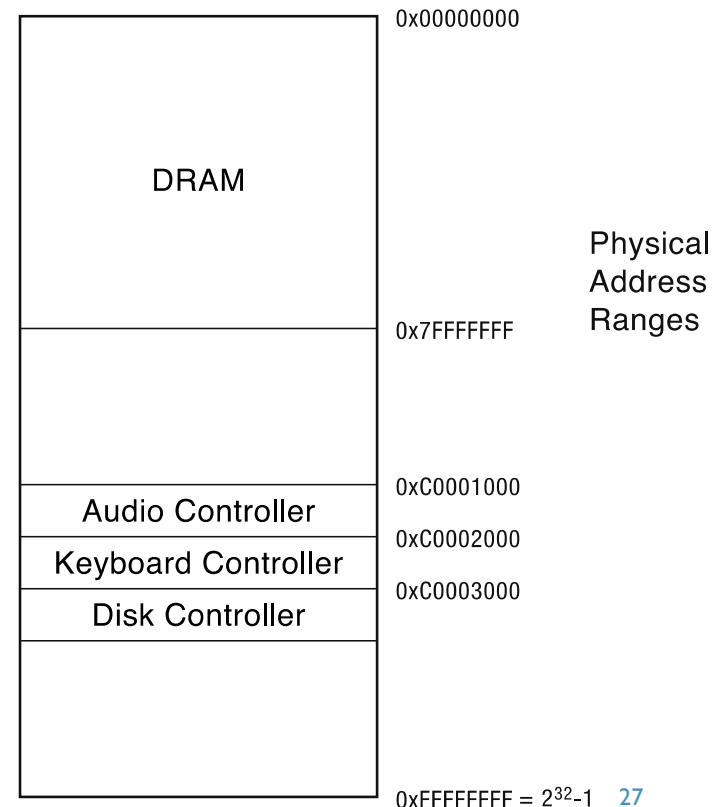 0x00000000
DRAM
Physical
Address
Ranges
0x7FFFFFFF
0xC0001000
Audio Controller
0xC0002000
Keyboard Controller
0xC0003000
Disk Controller
0xFFFFFFFF = 2³²-1 27